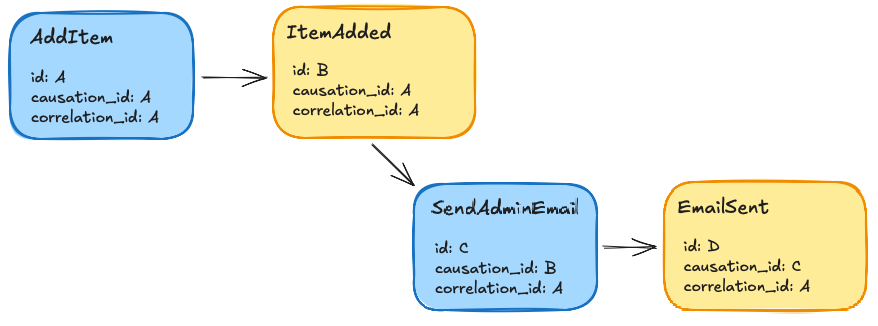 AddItem
id: A
causation_id: A
correlation_id: A
ItemAdded
id: B
causation_id: A
correlation_id: A
SendAdminEmail
id: C
causation_id: B
correlation_id: A
EmailSent
id: D
causation_id: C
correlation_id: A